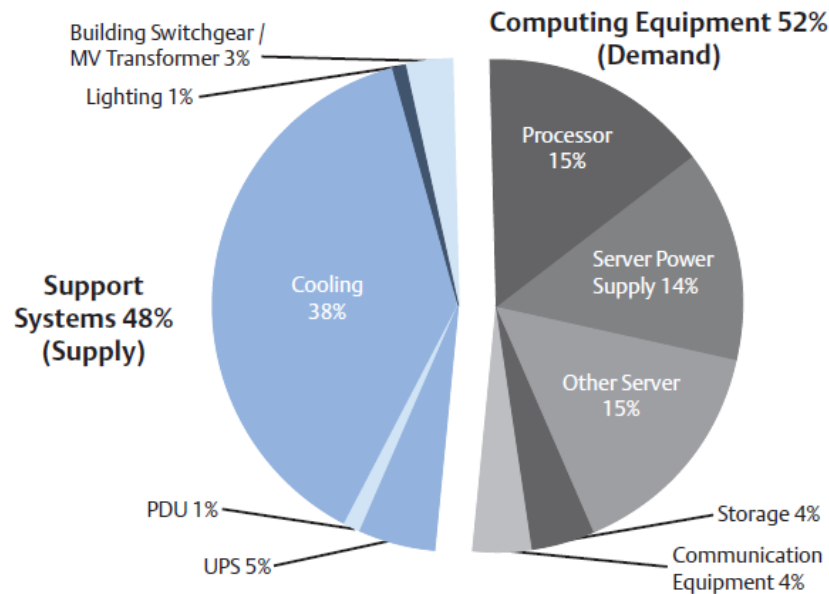 Building Switchgear /
MV Transformer 3%
Lighting 1%
Support
Systems 48%
(Supply)
Cooling
38%
PDU 1%
UPS 5%
Computing Equipment 52%
(Demand)
Processor
15%
Server Power
Supply 14%
Other Server
15%
Storage 4%
Communication
Equipment 4%